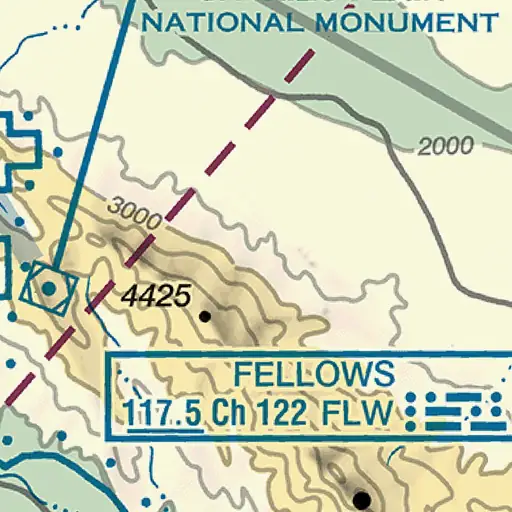 NATIONAL MONUMENT
2000
3000
4425
FELLOWS
117.5 Ch 122 FLW